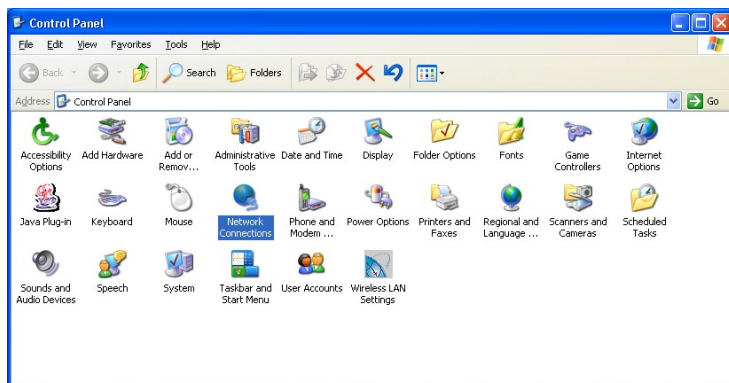 Control Panel
File Edit View Favorites Tools Help
Back Search Folders
Address Control Panel Go
Accessibility Options
Add Hardware
Add or Remov...
Administrative Tools
Date and Time
Display
Folder Options
Fonts
Game Controllers
Internet Options
Java Plug-in
Keyboard
Mouse
Network Connections
Phone and Modem ...
Power Options
Printers and Faxes
Regional and Language ...
Scanners and Cameras
Scheduled Tasks
Sounds and Audio Devices
Speech
System
Taskbar and Start Menu
User Accounts
Wireless LAN Settings